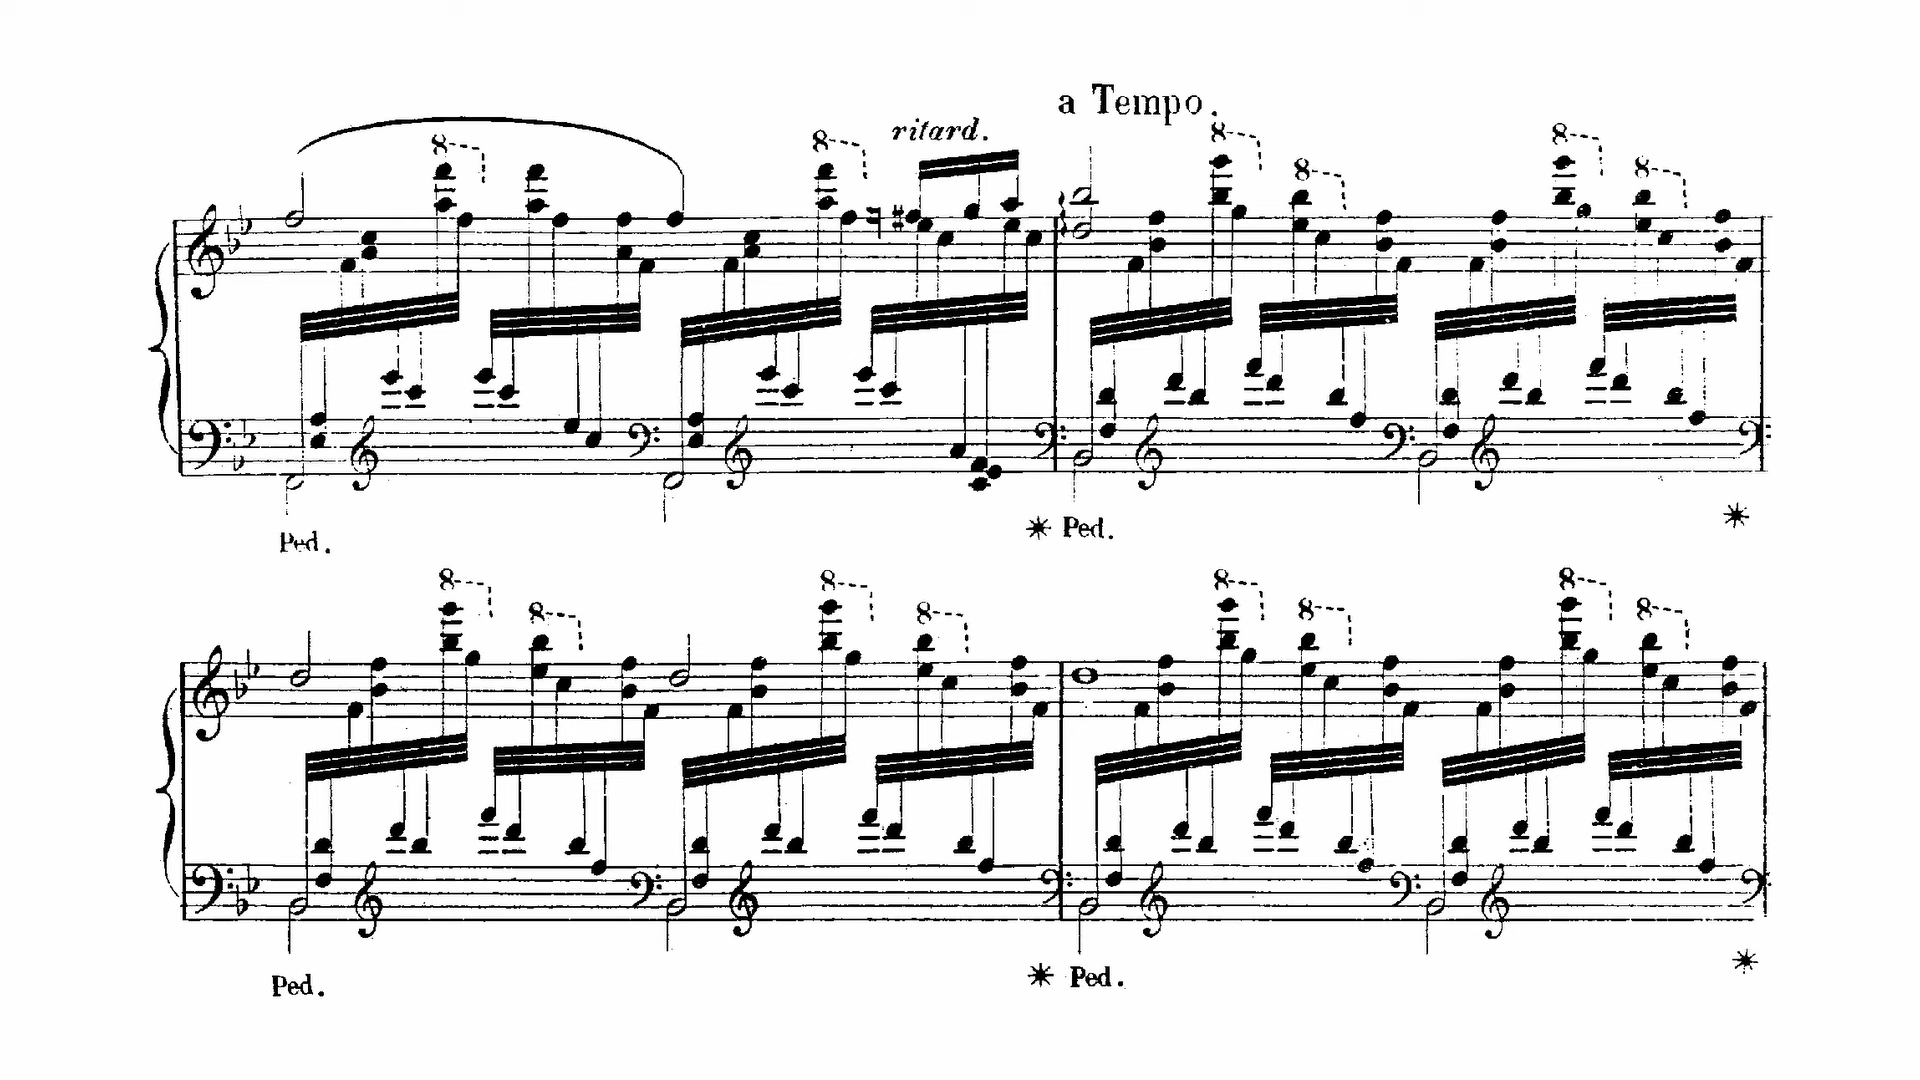 a Tempo.
8 8 ritard. 8 8 8 8
Ped. * Ped. *
8 8 8 8 8 8 8 8
Ped. * Ped. *